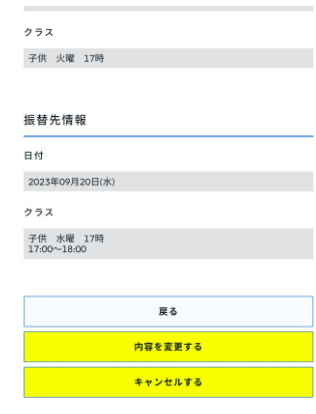 クラス
子供　火曜　17時
振替先情報
日付
2023年09月20日(水)
クラス
子供　水曜　17時
17:00〜18:00
戻る
内容を変更する
キャンセルする